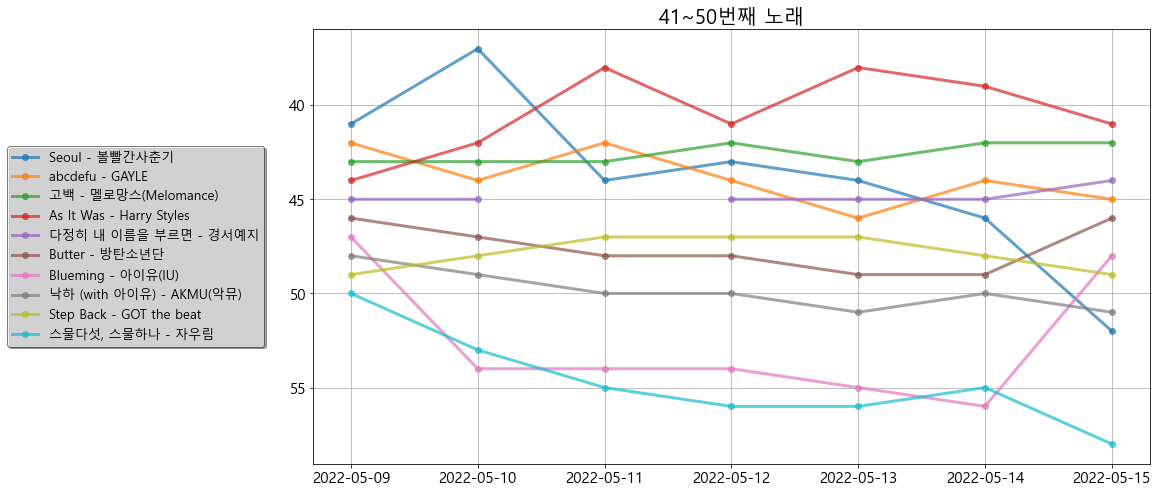 41~50번째 노래
40
45
50
55
Seoul - 볼빨간사춘기
abcdefu - GAYLE
고백 - 멜로망스(Melomance)
As It Was - Harry Styles
다정히 내 이름을 부르면 - 경서예지
Butter - 방탄소년단
Blueming - 아이유(IU)
낙하 (with 아이유) - AKMU(악뮤)
Step Back - GOT the beat
스물다섯, 스물하나 - 자우림
2022-05-09 2022-05-10 2022-05-11 2022-05-12 2022-05-13 2022-05-14 2022-05-15